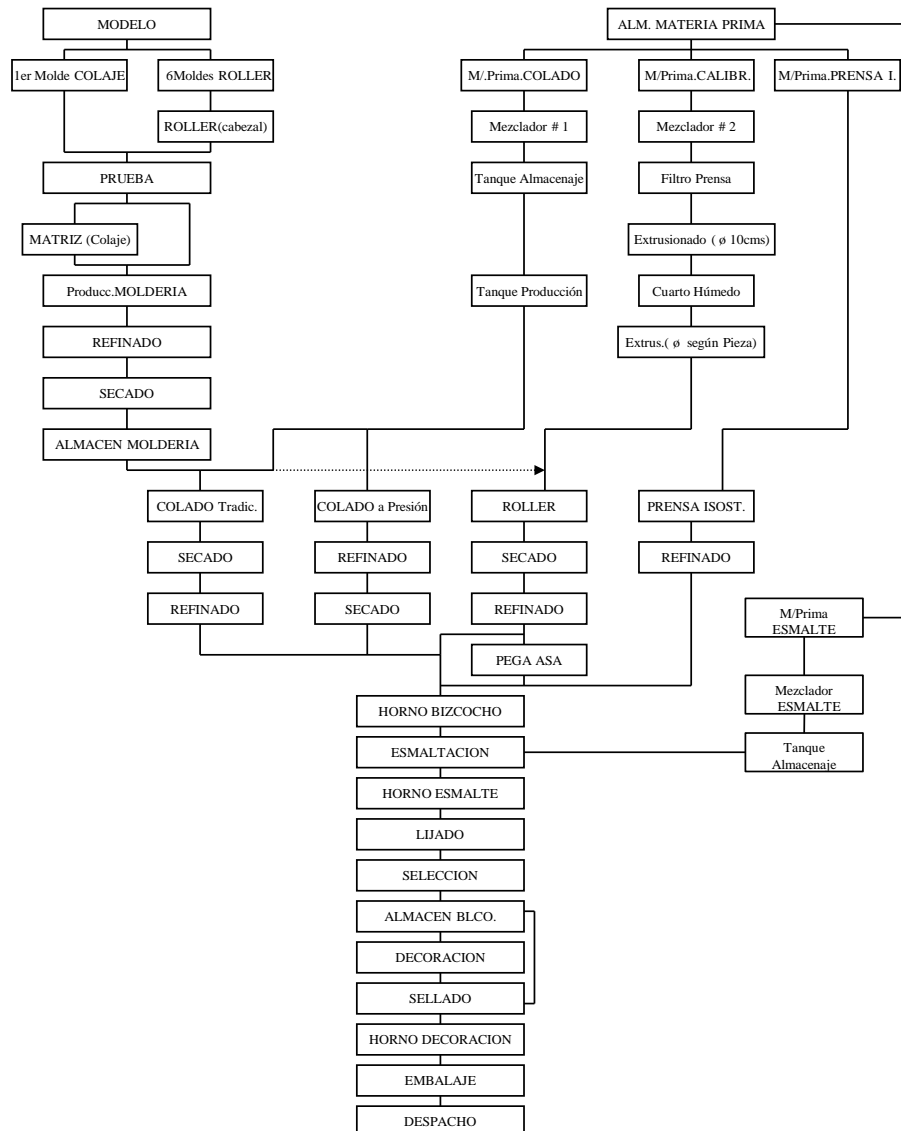 MODELO
ALM. MATERIA PRIMA
1er Molde COLAJE
6Moldes ROLLER
M/.Prima.COLADO
M/Prima.CALIBR.
M/Prima.PRENSA I.
ROLLER(cabezal)
Mezclador # 1
Mezclador # 2
PRUEBA
Tanque Almacenaje
Filtro Prensa
MATRIZ (Colaje)
Extrusionado ( ø 10cms)
Producc.MOLDERIA
Tanque Producción
Cuarto Húmedo
REFINADO
Extrus.( ø según Pieza)
SECADO
ALMACEN MOLDERIA
COLADO Tradic.
COLADO a Presión
ROLLER
PRENSA ISOST.
SECADO
REFINADO
SECADO
REFINADO
REFINADO
SECADO
REFINADO
M/Prima
ESMALTE
PEGA ASA
Mezclador
ESMALTE
HORNO BIZCOCHO
ESMALTACION
Tanque
Almacenaje
HORNO ESMALTE
LIJADO
SELECCION
ALMACEN BLCO.
DECORACION
SELLADO
HORNO DECORACION
EMBALAJE
DESPACHO